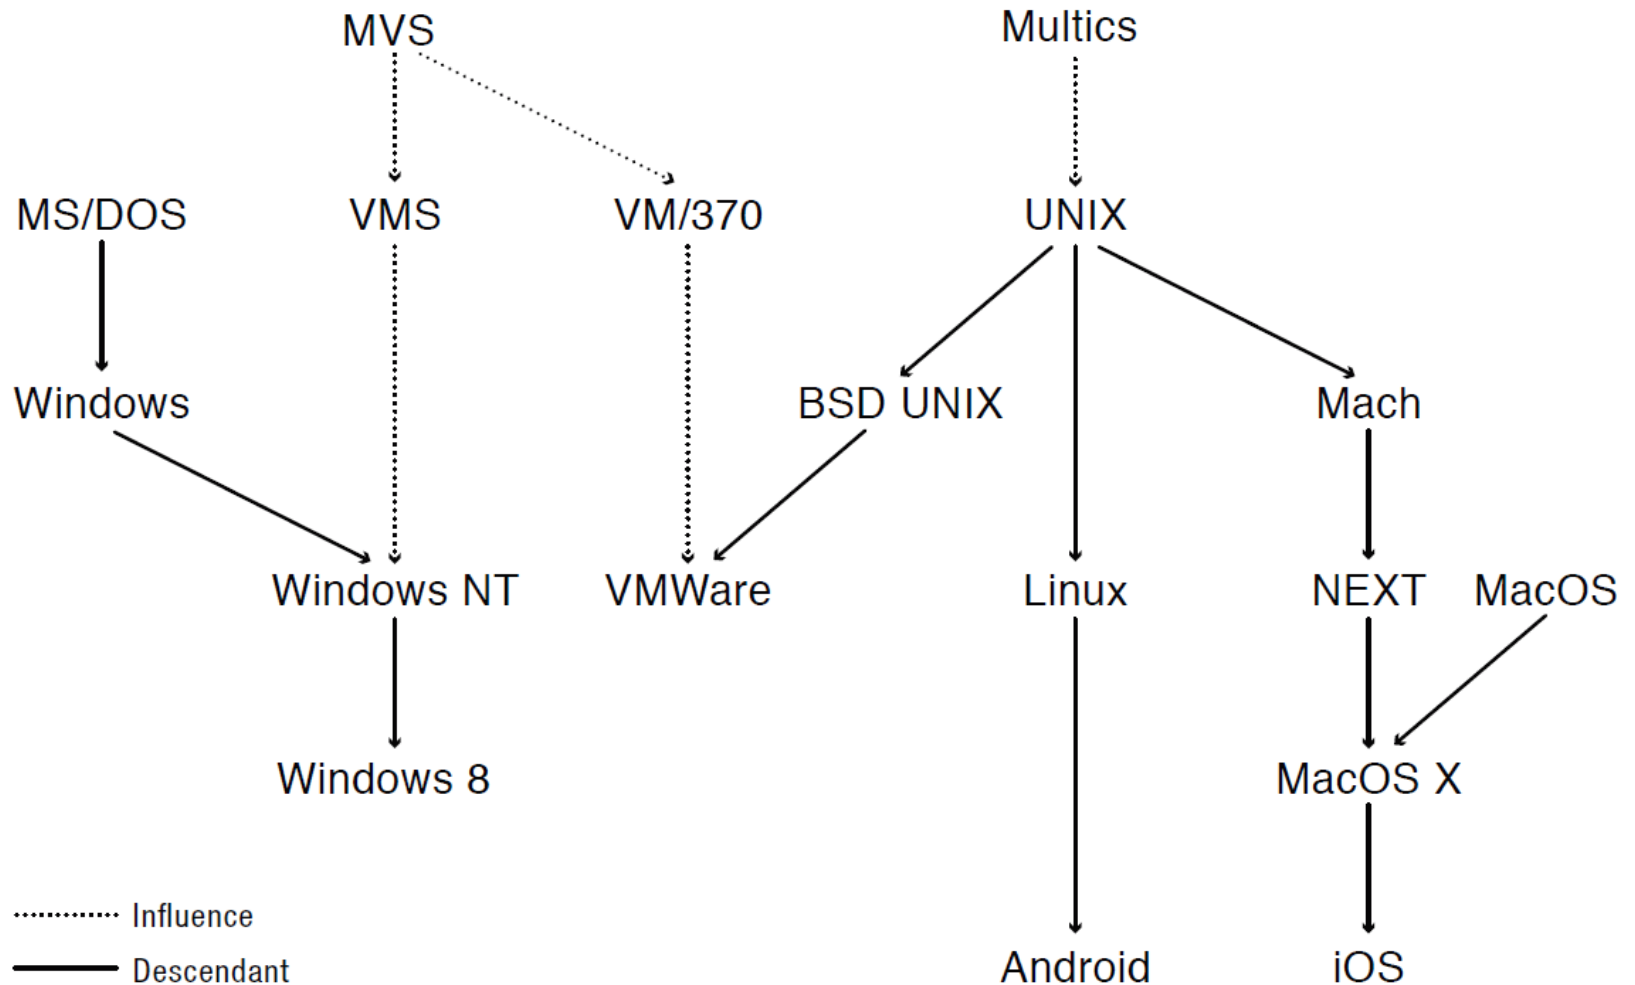 MVS
Multics
MS/DOS
VMS
VM/370
UNIX
Windows
BSD UNIX
Mach
Windows NT
VMWare
Linux
NEXT
MacOS
Windows 8
MacOS X
Influence
Descendant
Android
iOS